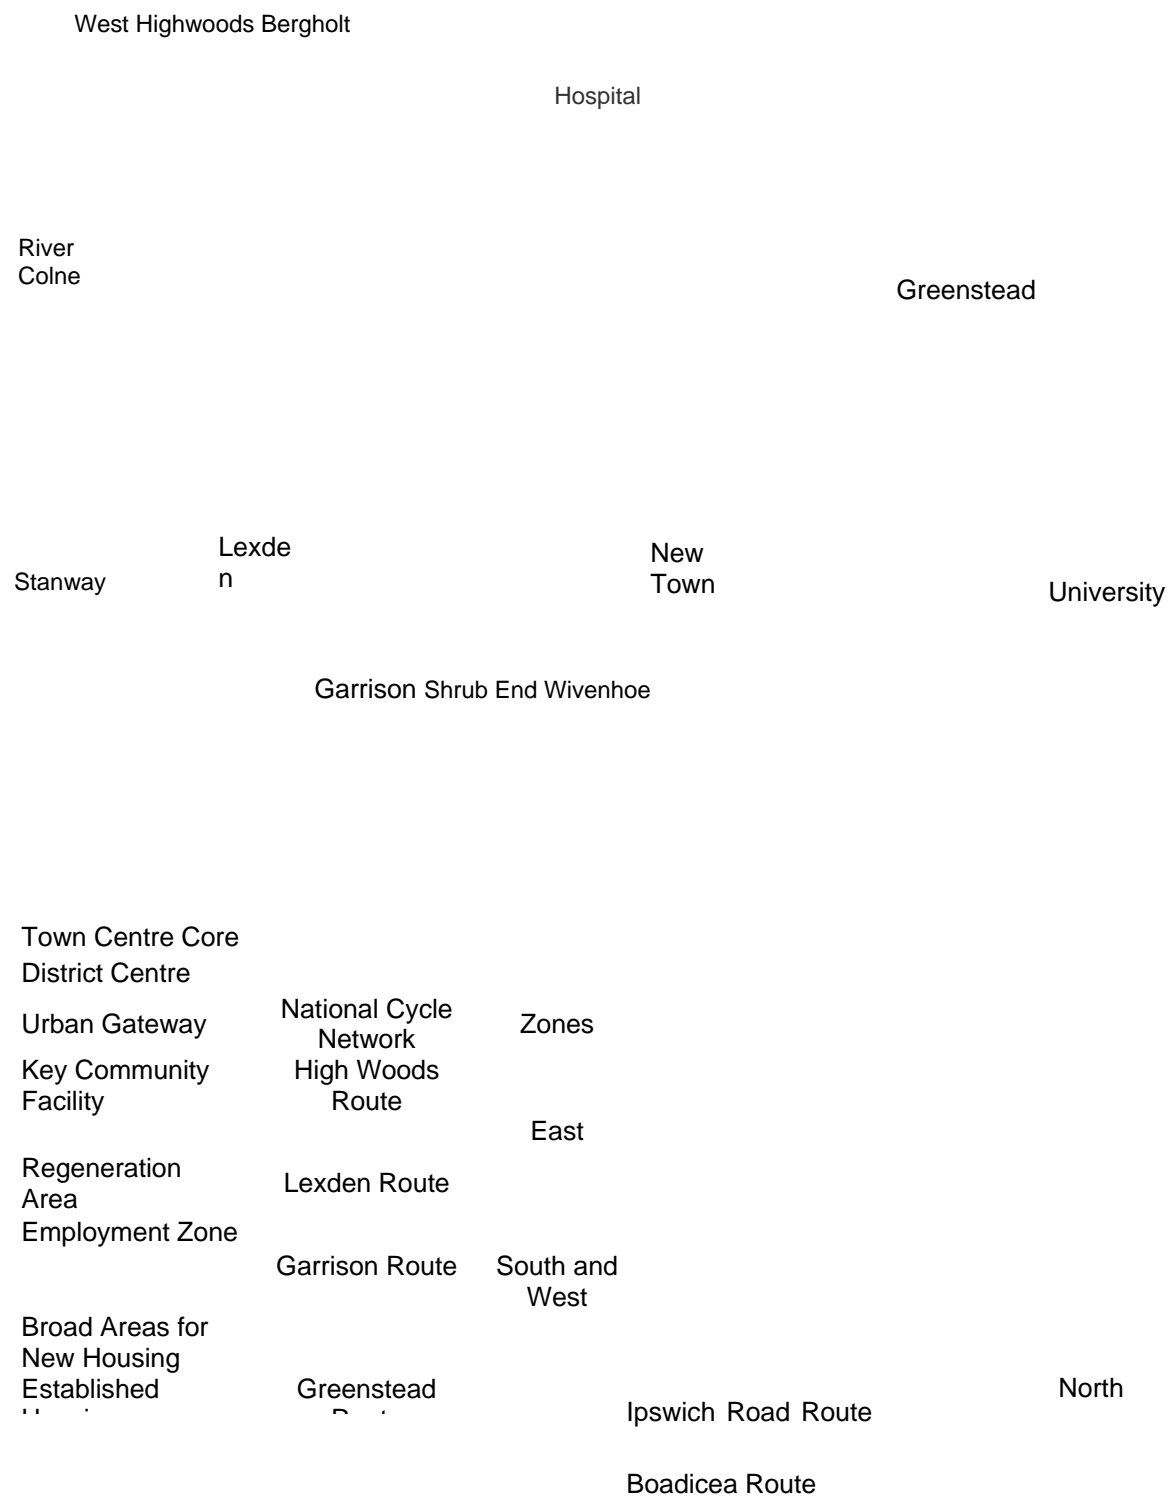 West Highwoods Bergholt
Hospital
River
Colne
Greenstead
Lexde
n
New
Town
Stanway
University
Garrison Shrub End Wivenhoe
Town Centre Core
District Centre
Urban Gateway
National Cycle
Network
Zones
Key Community
Facility
High Woods
Route
East
Regeneration
Area
Lexden Route
Employment Zone
Garrison Route
South and
West
Broad Areas for
New Housing
Established
Greenstead
North
Ipswich Road Route
Boadicea Route